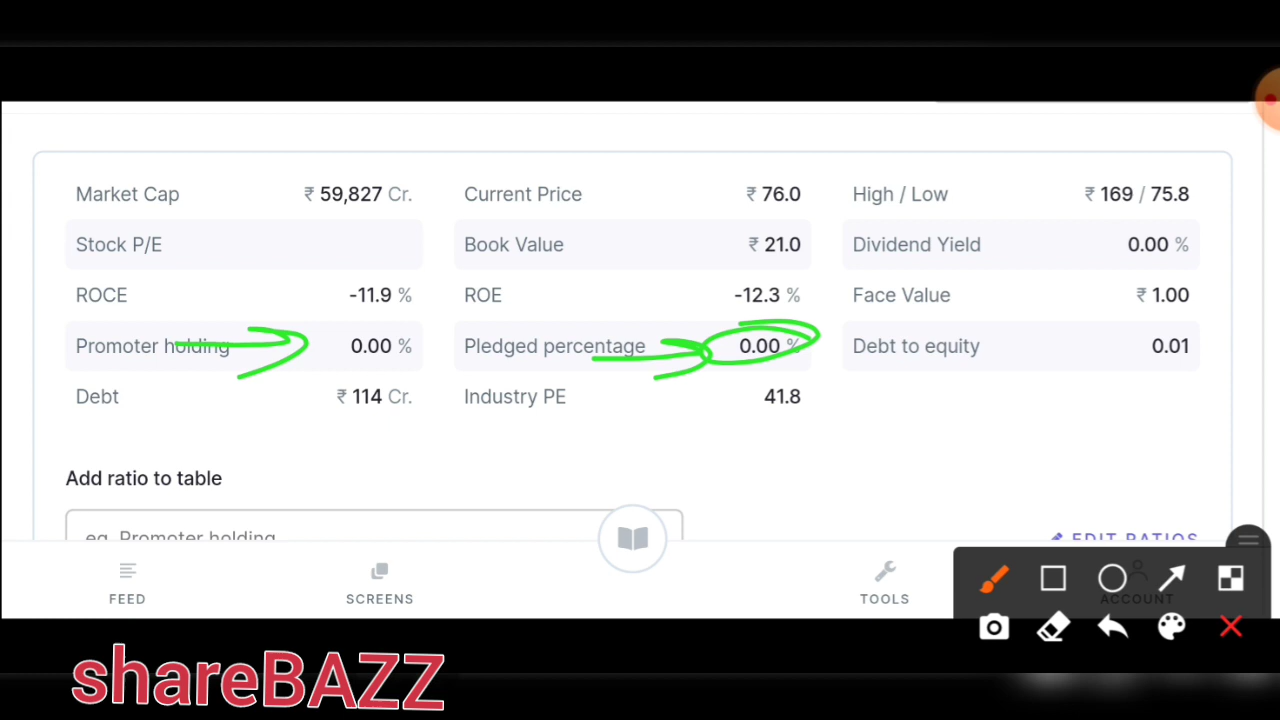 Market Cap ₹ 59,827 Cr. Current Price ₹ 76.0 High / Low ₹ 169 / 75.8
Stock P/E Book Value ₹ 21.0 Dividend Yield 0.00 %
ROCE -11.9 % ROE -12.3 % Face Value ₹ 1.00
Promoter holding 0.00 % Pledged percentage 0.00 % Debt to equity 0.01
Debt ₹ 114 Cr. Industry PE 41.8
Add ratio to table
eg. Promoter holding EDIT RATIOS
FEED SCREENS TOOLS ACCOUNT
shareBAZZ